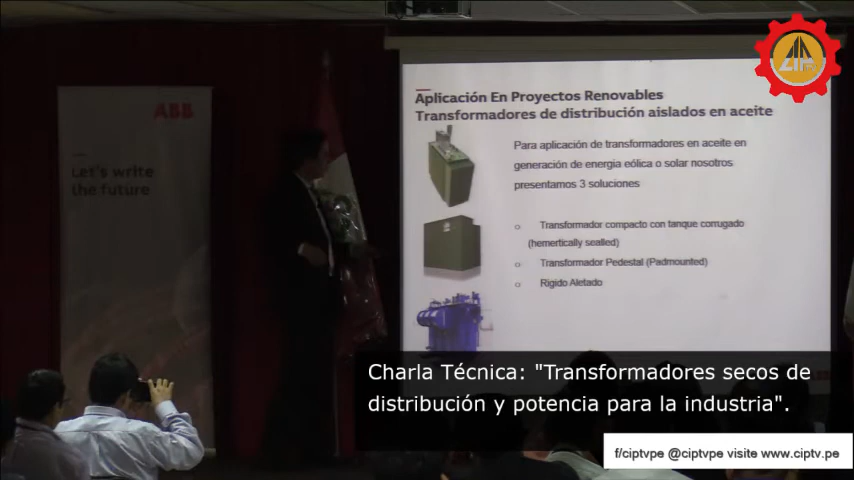 ABB
Let's write
the future
Aplicación En Proyectos Renovables
Transformadores de distribución aislados en aceite
Para aplicación de transformadores en aceite en
generación de energia eólica o solar nosotros
presentamos 3 soluciones
o Transformador compacto con tanque corrugado
(hemertically sealled)
o Transformador Pedestal (Padmounted)
o Rigido Aletado
CIP
Charla Técnica: "Transformadores secos de
distribución y potencia para la industria".
f/ciptvpe @ciptvpe visite www.ciptv.pe